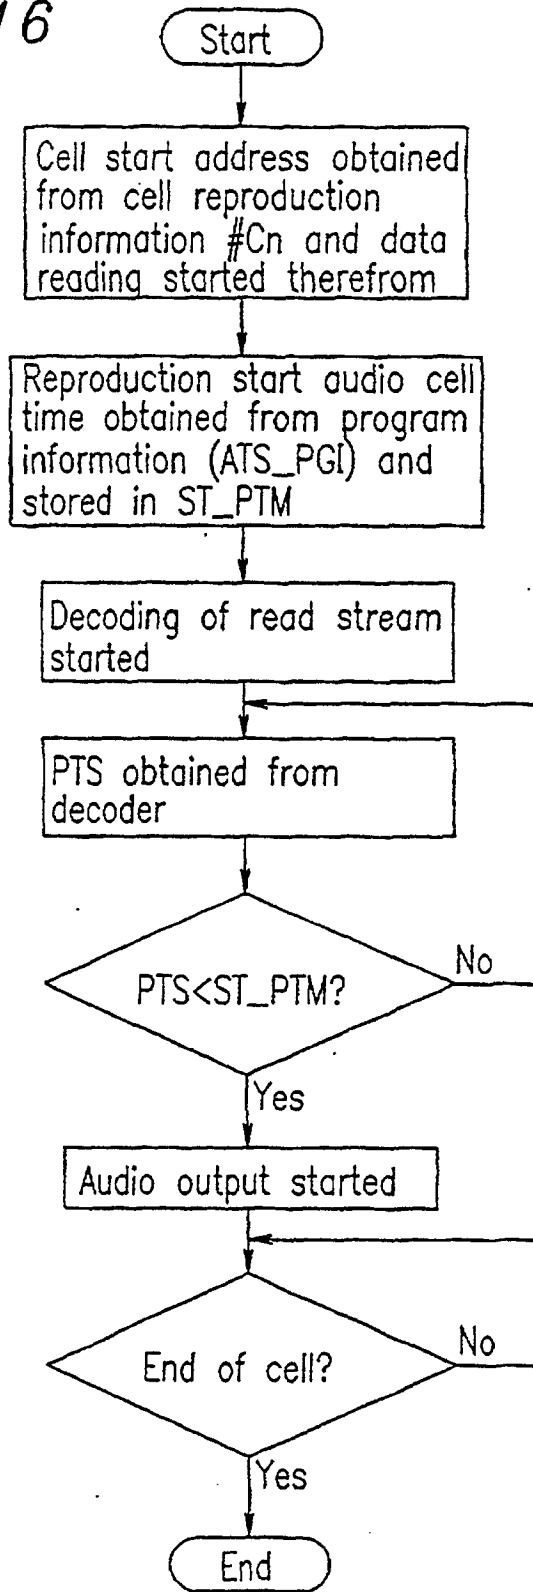 16
Start
Cell start address obtained
from cell reproduction
information #Cn and data
reading started therefrom
Reproduction start audio cell
time obtained from program
information (ATS_PGI) and
stored in ST_PTM
Decoding of read stream
started
PTS obtained from
decoder
PTS<ST_PTM?
No
Yes
Audio output started
End of cell?
No
Yes
End